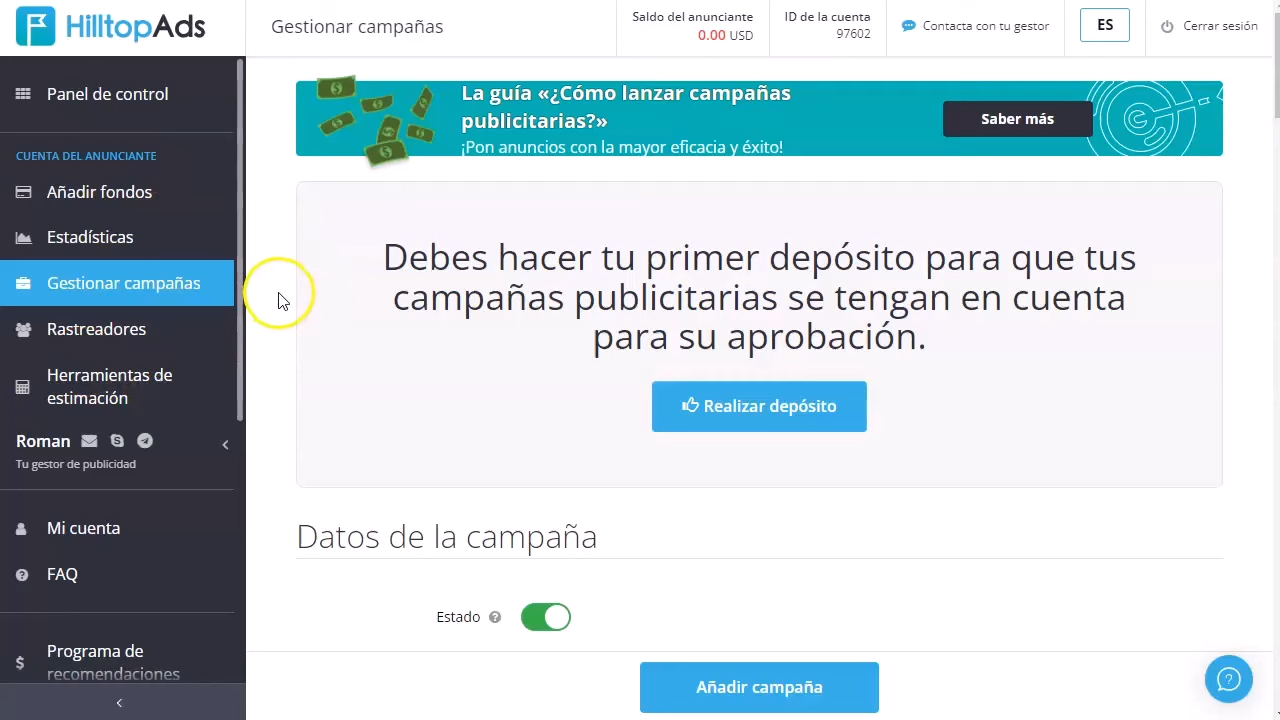 HilltopAds
Gestionar campañas
Saldo del anunciante
0.00 USD
ID de la cuenta
97602
Contacta con tu gestor
ES
Cerrar sesión
Panel de control
CUENTA DEL ANUNCIANTE
Añadir fondos
Estadísticas
Gestionar campañas
Rastreadores
Herramientas de
estimación
Roman
Tu gestor de publicidad
Mi cuenta
FAQ
Programa de
recomendaciones
La guía «¿Cómo lanzar campañas
publicitarias?»
¡Pon anuncios con la mayor eficacia y éxito!
Saber más
Debes hacer tu primer depósito para que tus
campañas publicitarias se tengan en cuenta
para su aprobación.
Realizar depósito
Datos de la campaña
Estado
Añadir campaña